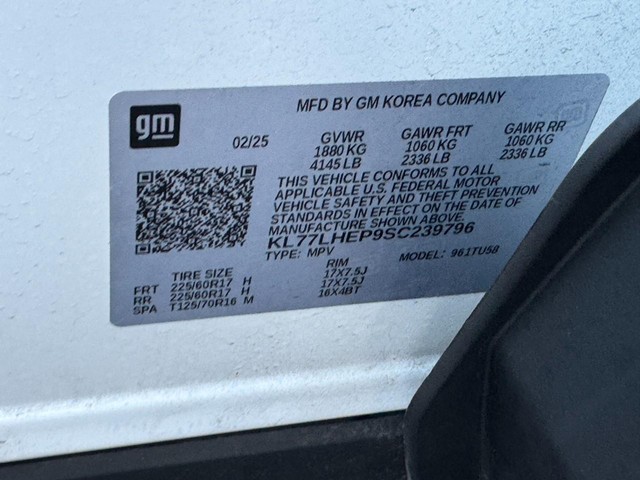 gm
MFD BY GM KOREA COMPANY
02/25 GVWR GAWR FRT GAWR RR
1880 KG 1060 KG 1060 KG
4145 LB 2336 LB 2336 LB
THIS VEHICLE CONFORMS TO ALL
APPLICABLE U.S. FEDERAL MOTOR
VEHICLE SAFETY AND THEFT PREVENTION
STANDARDS IN EFFECT ON THE DATE OF
MANUFACTURE SHOWN ABOVE.
KL77LHEP9SC239796
TYPE: MPV MODEL: 961TU58
TIRE SIZE RIM
FRT 225/60R17 H 17X7.5J
RR 225/60R17 H 17X7.5J
SPA T125/70R16 M 16X4BT